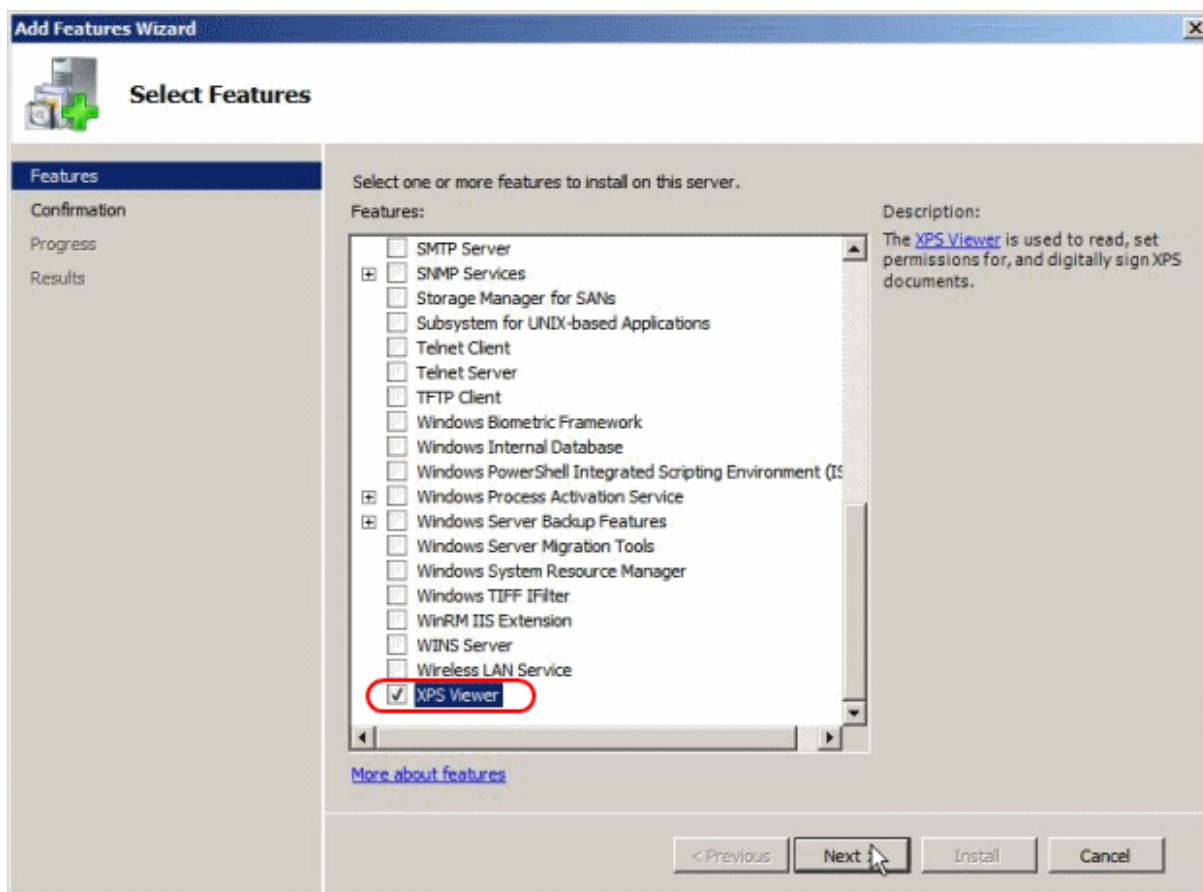 Add Features Wizard
Select Features
Features
Confirmation
Progress
Results
Select one or more features to install on this server.
Features:
SMTP Server
SNMP Services
Storage Manager for SANs
Subsystem for UNIX-based Applications
Telnet Client
Telnet Server
TFTP Client
Windows Biometric Framework
Windows Internal Database
Windows PowerShell Integrated Scripting Environment (IS
Windows Process Activation Service
Windows Server Backup Features
Windows Server Migration Tools
Windows System Resource Manager
Windows TIFF IFilter
WinRM IIS Extension
WINS Server
Wireless LAN Service
XPS Viewer
More about features
Description:
The XPS Viewer is used to read, set
permissions for, and digitally sign XPS
documents.
< Previous
Next >
Install
Cancel